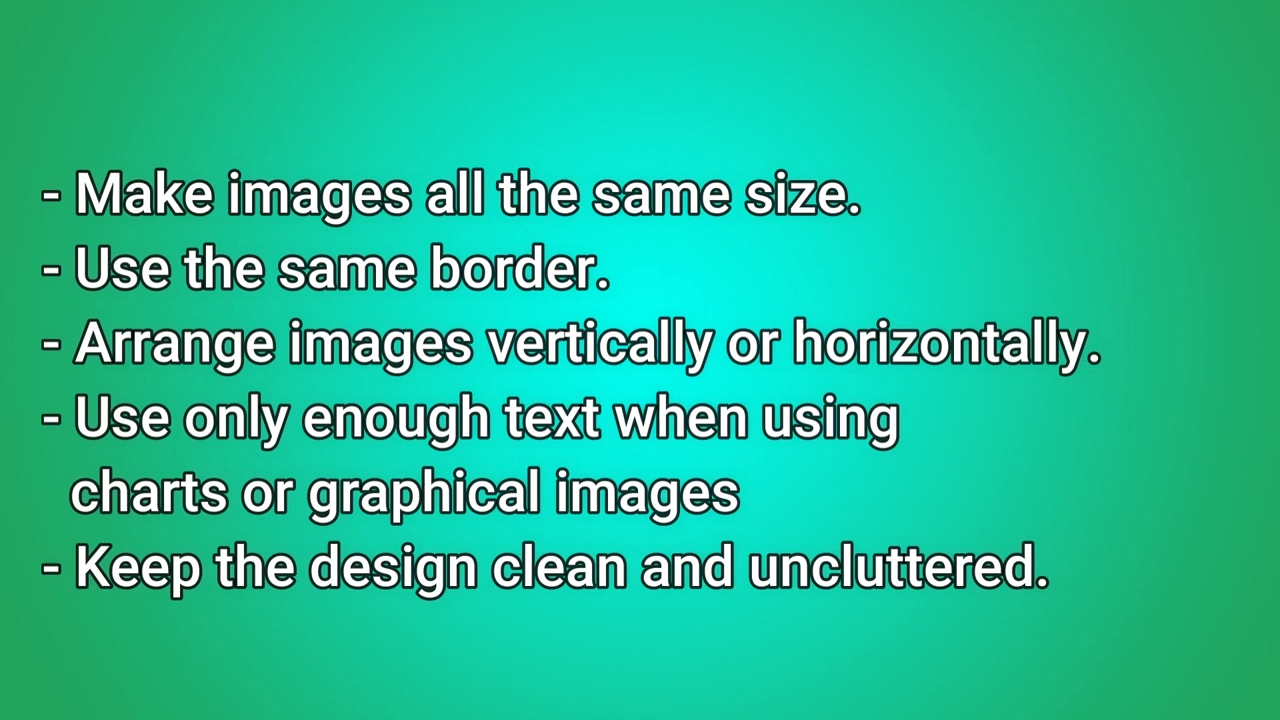 - Make images all the same size.
- Use the same border.
- Arrange images vertically or horizontally.
- Use only enough text when using
charts or graphical images
- Keep the design clean and uncluttered.